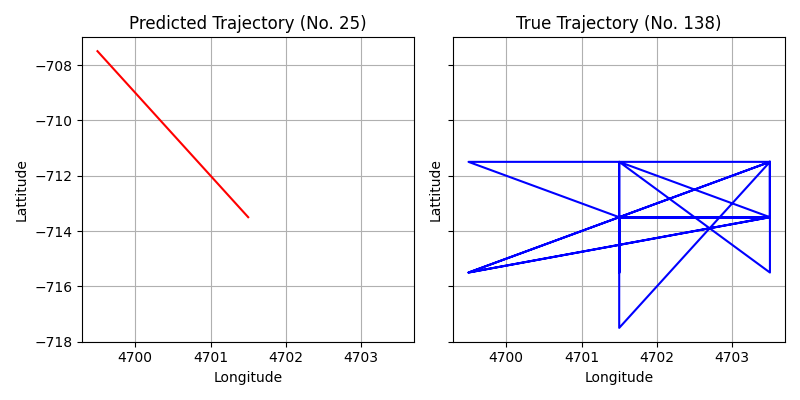 Predicted Trajectory (No. 25)
True Trajectory (No. 138)
−708
−710
−712
−714
−716
−718
Lattitude
Lattitude
4700
4701
4702
4703
4700
4701
4702
4703
Longitude
Longitude